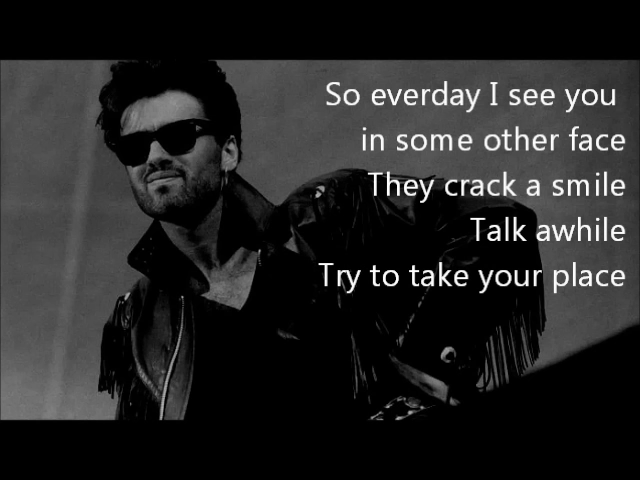 So everday I see you
in some other face
They crack a smile
Talk awhile
Try to take your place